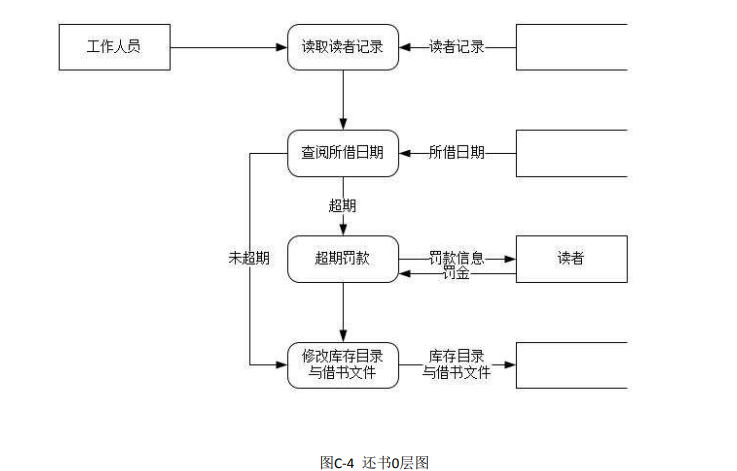 工作人员
读取读者记录
读者记录
查阅所借日期
所借日期
超期
未超期
超期罚款
罚款信息
罚金
读者
修改库存目录
与借书文件
库存目录
与借书文件
图C-4 还书0层图